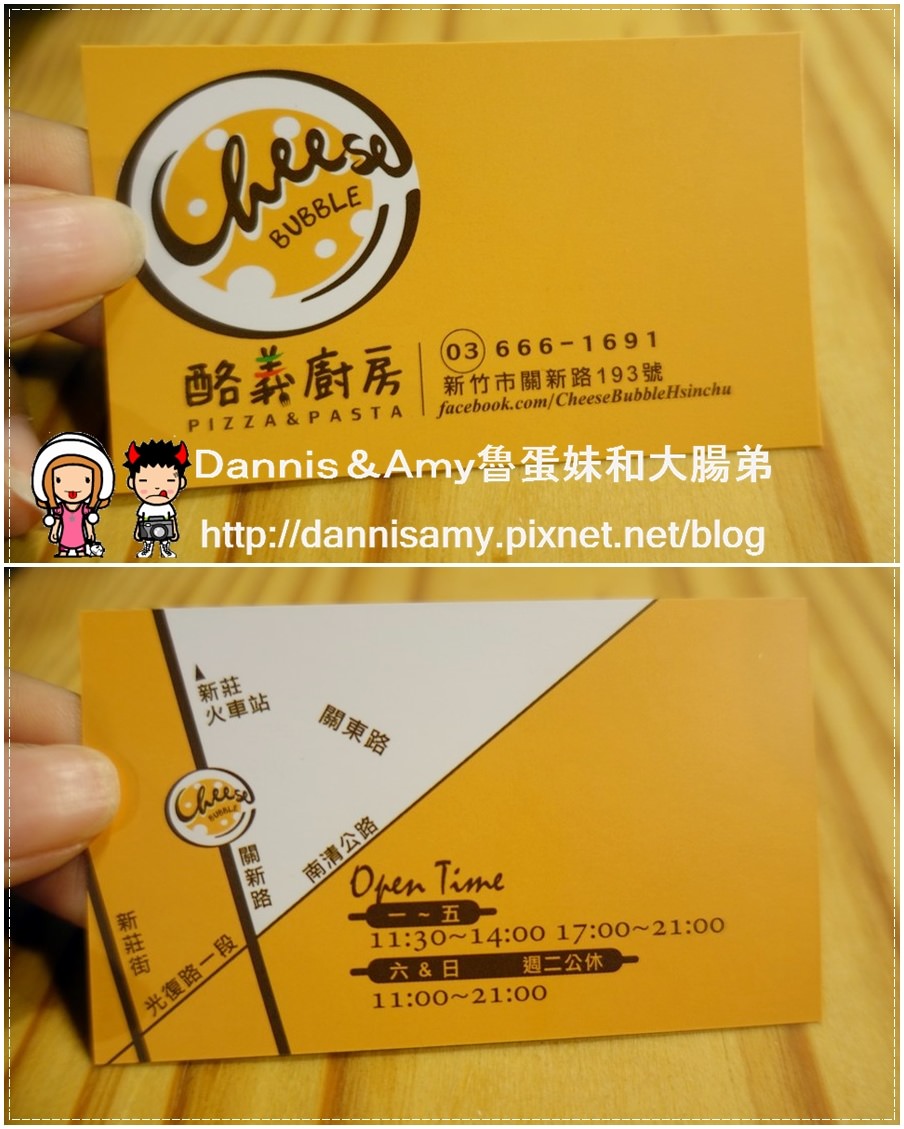 Cheese
BUBBLE
酪義廚房
PIZZA&PASTA
03 666-1691
新竹市關新路193號
facebook.com/CheeseBubbleHsinchu
Dannis&Amy魯蛋妹和大腸弟
http://dannisamy.pixnet.net/blog
新莊
火車站
關東路
Cheese
BUBBLE
關新路
南清公路
新莊街
光復路一段
Open Time
一~五
11:30~14:00 17:00~21:00
六&日 週二公休
11:00~21:00